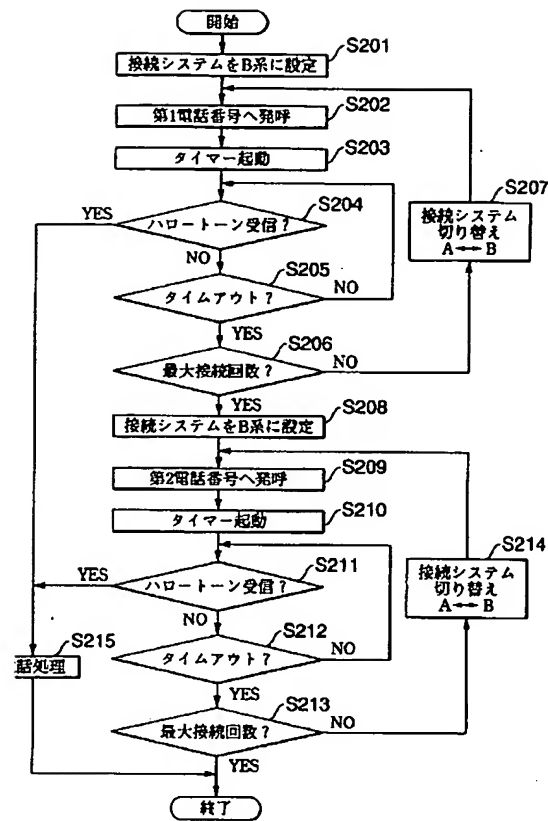 開始
S201
接続システムをB系に設定
S202
第1電話番号へ発呼
S203
タイマー起動
S204
YES
ハロートーン受信?
NO
S205
タイムアウト?
NO
YES
S206
最大接続回数?
NO
YES
S207
接続システム
切り替え
A↔B
S208
接続システムをB系に設定
S209
第2電話番号へ発呼
S210
タイマー起動
S211
YES
ハロートーン受信?
NO
S212
タイムアウト?
NO
YES
S213
最大接続回数?
NO
YES
S214
接続システム
切り替え
A↔B
S215
話処理
終了